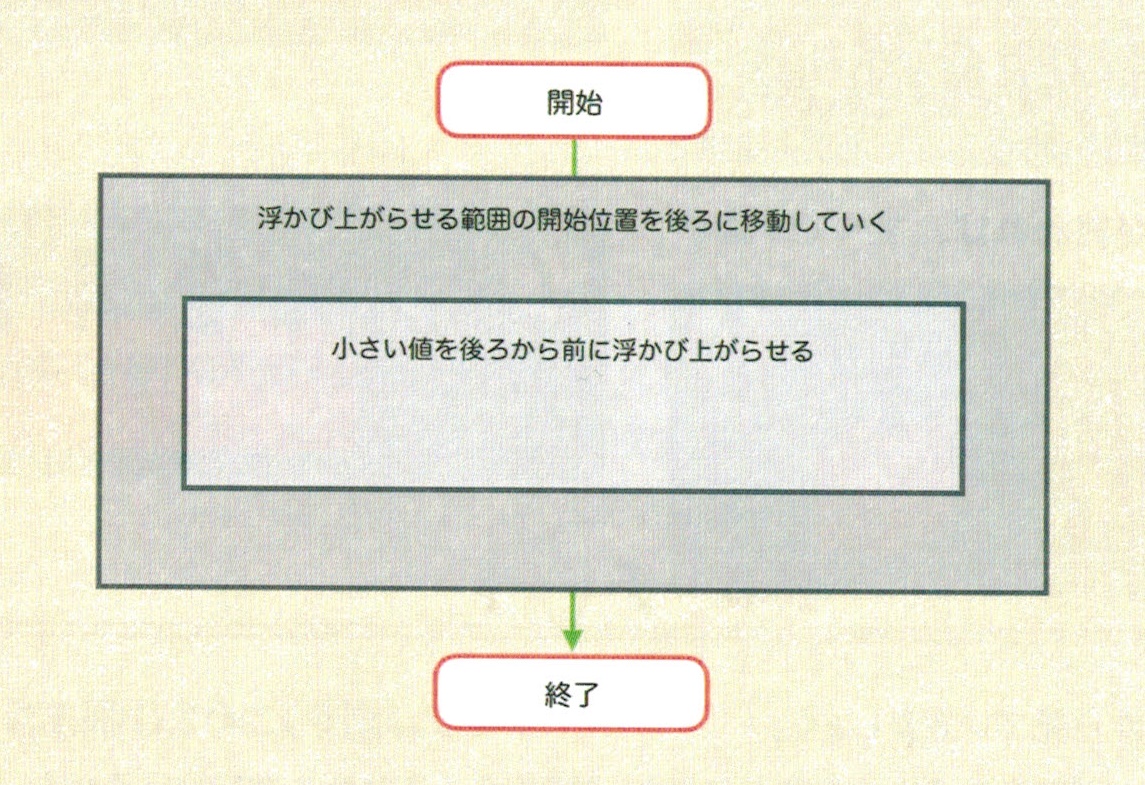 開始
浮かび上がらせる範囲の開始位置を後ろに移動していく
小さい値を後ろから前に浮かび上がらせる
終了